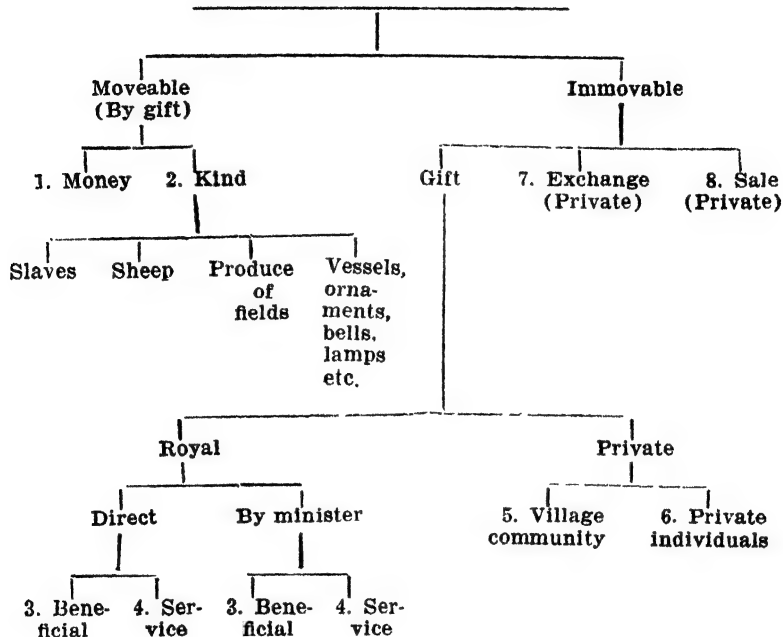 Moveable
(By gift)
Immovable
1. Money
2. Kind
Gift
7. Exchange
(Private)
8. Sale
(Private)
Slaves
Sheep
Produce
of
fields
Vessels,
orna-
ments,
bells,
lamps
etc.
Royal
Private
Direct
By minister
5. Village
community
6. Private
individuals
3. Bene-
ficial
4. Ser-
vice
3. Bene-
ficial
4. Ser-
vice